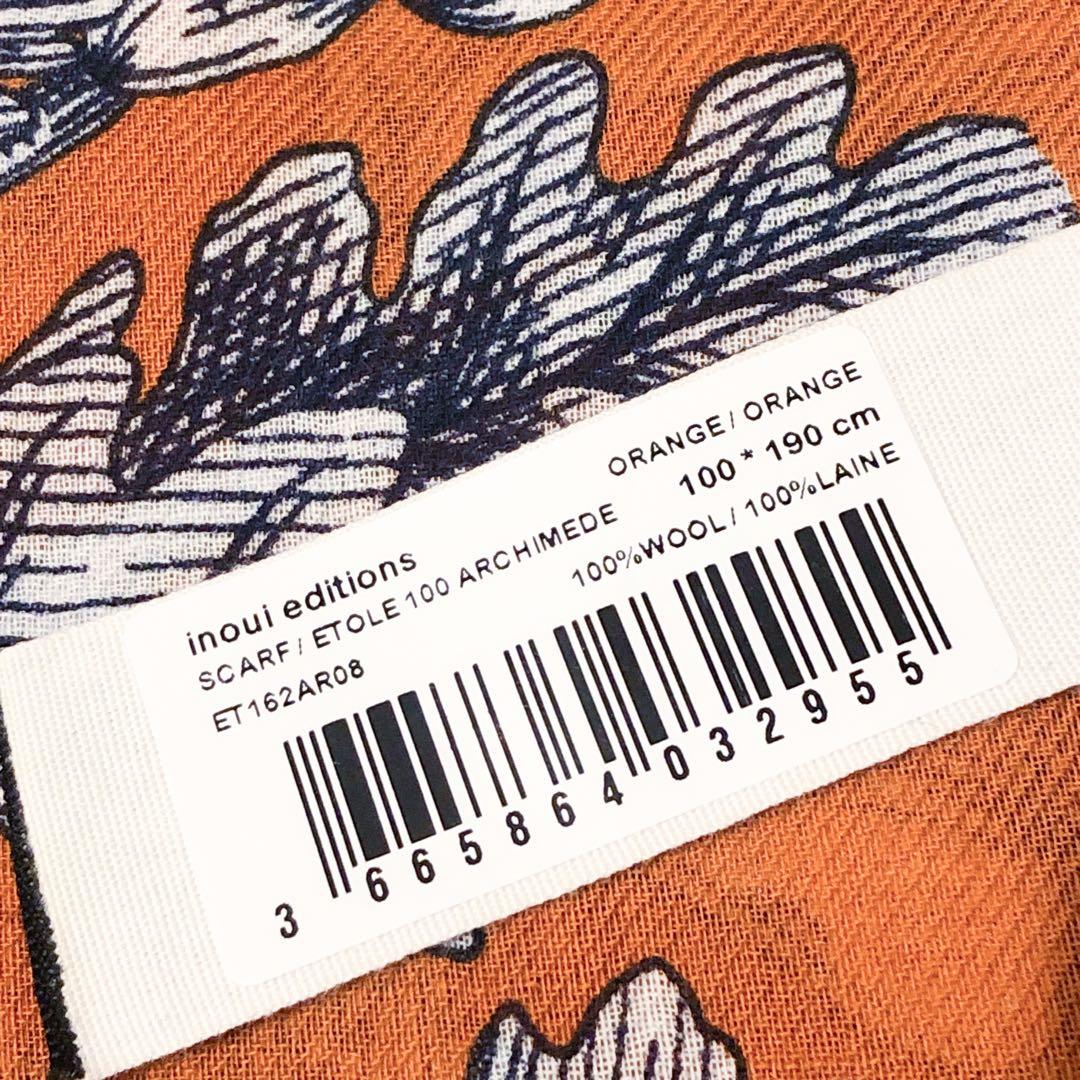 inoui editions
SCARF / ETOLE 100 ARCHIMEDE
ET162AR08
ORANGE / ORANGE
100 * 190 cm
100%WOOL / 100%LAINE
3 665864 032955